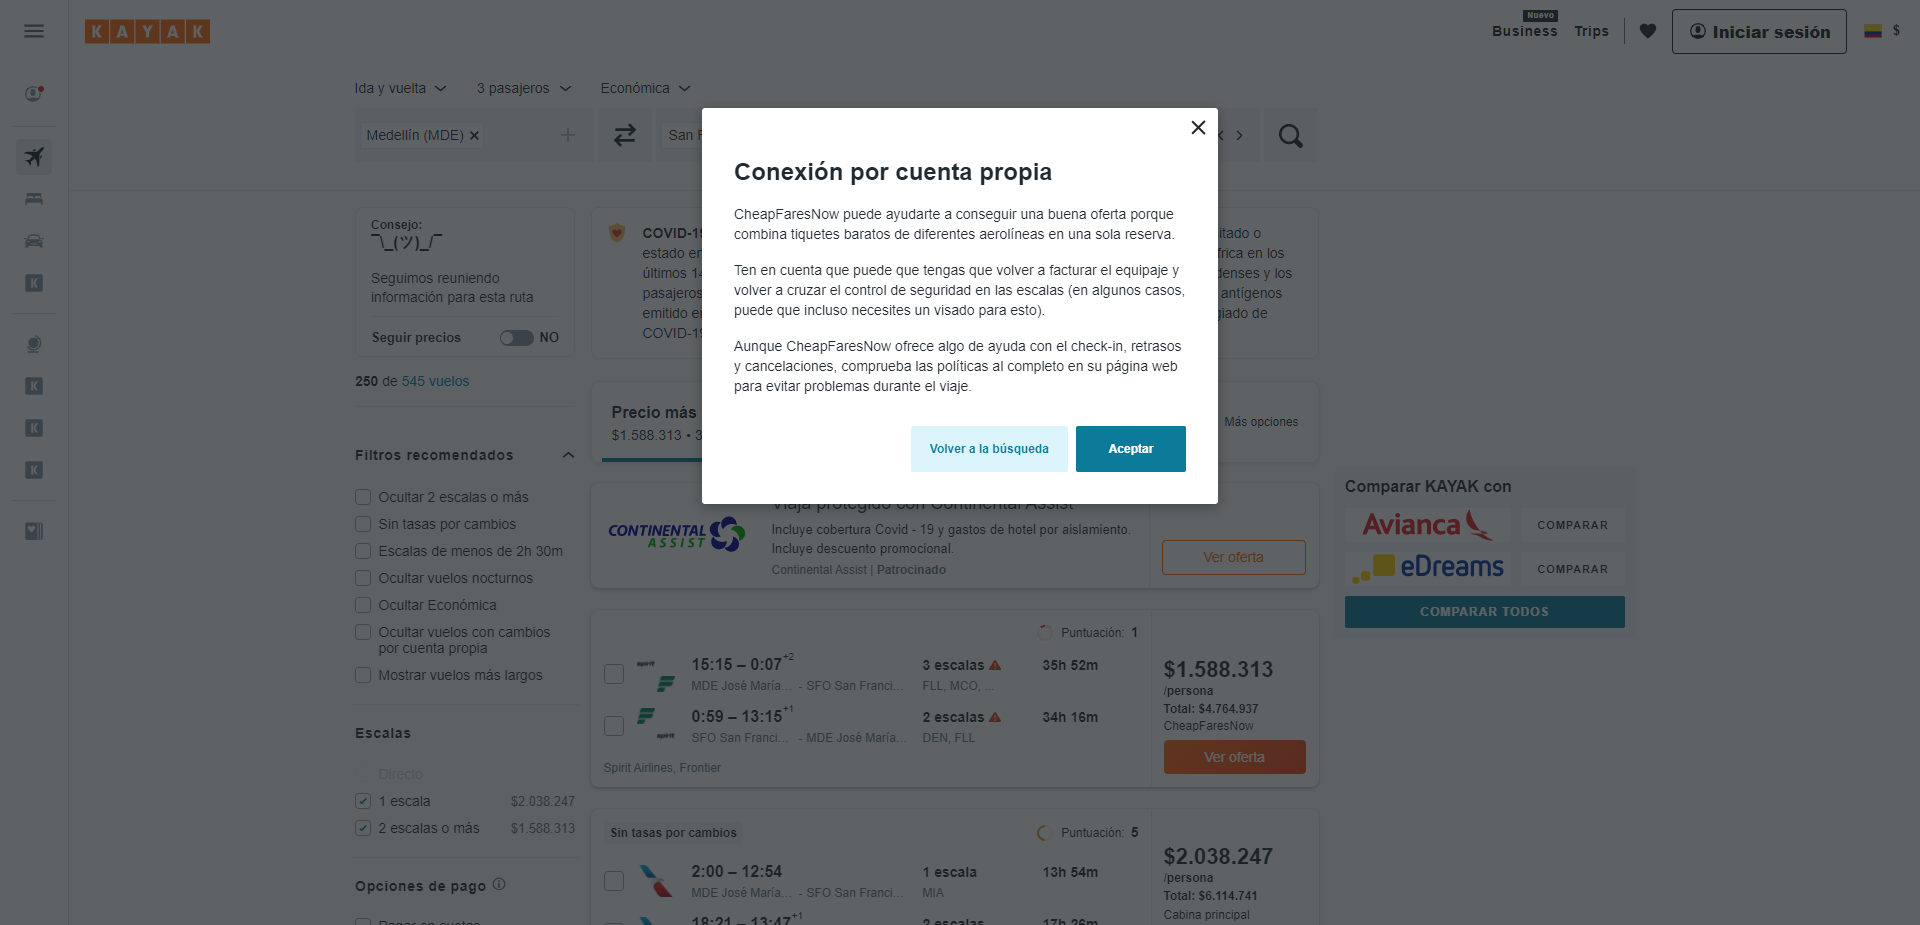 KAYAK
Nuevo
Business
Trips
Iniciar sesión
$
Ida y vuelta
3 pasajeros
Económica
Medellín (MDE)
San F
Consejo:
¯\_(ツ)_/¯
Seguimos reuniendo
información para esta ruta
Seguir precios
NO
250 de 545 vuelos
Filtros recomendados
Ocultar 2 escalas o más
Sin tasas por cambios
Escalas de menos de 2h 30m
Ocultar vuelos nocturnos
Ocultar Económica
Ocultar vuelos con cambios
por cuenta propia
Mostrar vuelos más largos
Escalas
Directo
1 escala $2.038.247
2 escalas o más $1.588.313
Opciones de pago
Pagar en cuotas
COVID-19
estado en
últimos 14
pasajeros
emitido e
COVID-19
itado o
frica en los
denses y los
antígenos
giado de
Conexión por cuenta propia
CheapFaresNow puede ayudarte a conseguir una buena oferta porque
combina tiquetes baratos de diferentes aerolíneas en una sola reserva.
Ten en cuenta que puede que tengas que volver a facturar el equipaje y
volver a cruzar el control de seguridad en las escalas (en algunos casos,
puede que incluso necesites un visado para esto).
Aunque CheapFaresNow ofrece algo de ayuda con el check-in, retrasos
y cancelaciones, comprueba las políticas al completo en su página web
para evitar problemas durante el viaje.
Volver a la búsqueda
Aceptar
Precio más
$1.588.313 • 3
Más opciones
Viaja protegido con Continental Assist
CONTINENTAL
ASSIST
Incluye cobertura Covid - 19 y gastos de hotel por aislamiento.
Incluye descuento promocional.
Continental Assist | Patrocinado
Ver oferta
Puntuación: 1
spirit
15:15 – 0:07+2
MDE José María... - SFO San Franci...
3 escalas
FLL, MCO, ...
35h 52m
0:59 – 13:15+1
SFO San Franci... - MDE José María...
2 escalas
DEN, FLL
34h 16m
spirit
Spirit Airlines, Frontier
$1.588.313
/persona
Total: $4.764.937
CheapFaresNow
Ver oferta
Sin tasas por cambios
Puntuación: 5
2:00 – 12:54
MDE José María... - SFO San Franci...
1 escala
MIA
13h 54m
18:21 – 13:47+1
2 escalas
17h 26m
$2.038.247
/persona
Total: $6.114.741
Cabina principal
Comparar KAYAK con
Avianca
COMPARAR
eDreams
COMPARAR
COMPARAR TODOS